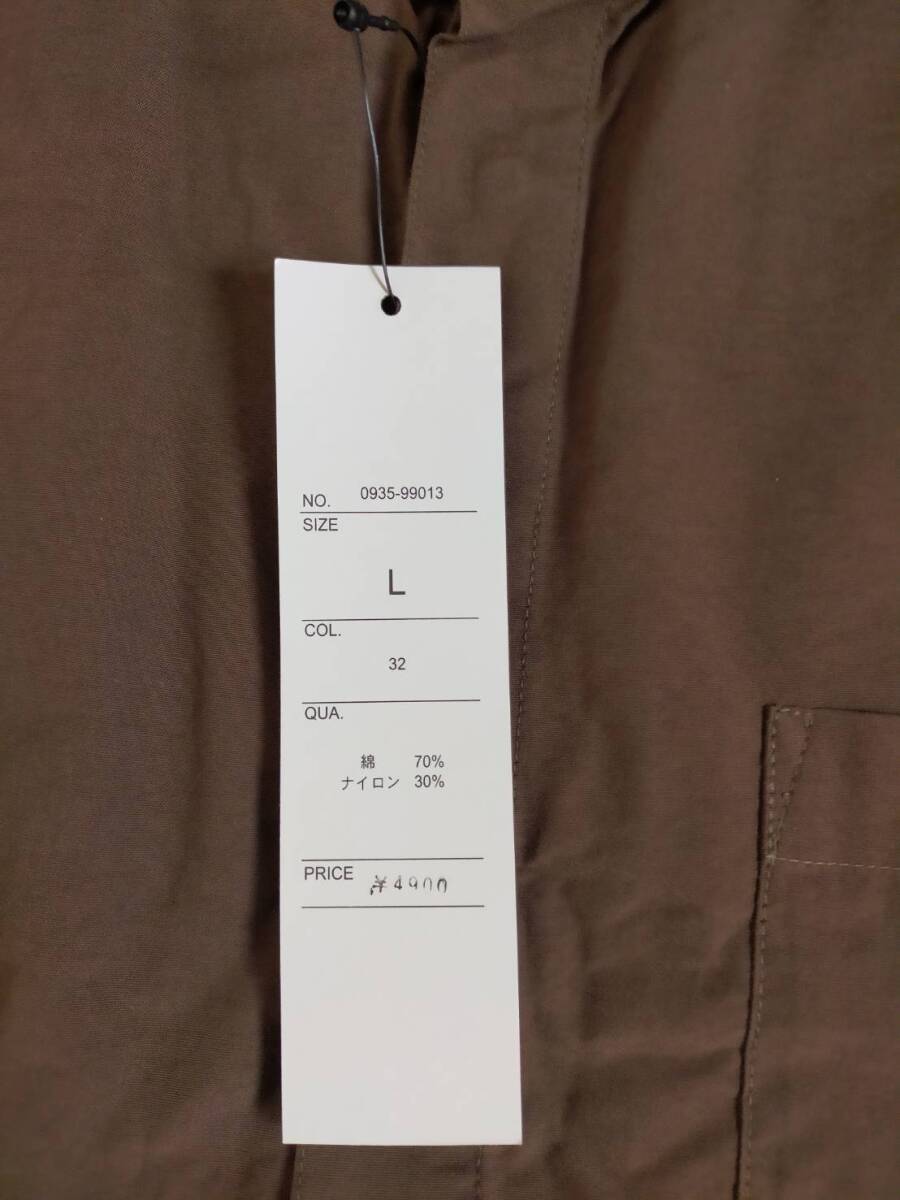 NO. 0935-99013
SIZE
L
COL.
32
QUA.
綿 70%
ナイロン 30%
PRICE ¥4900